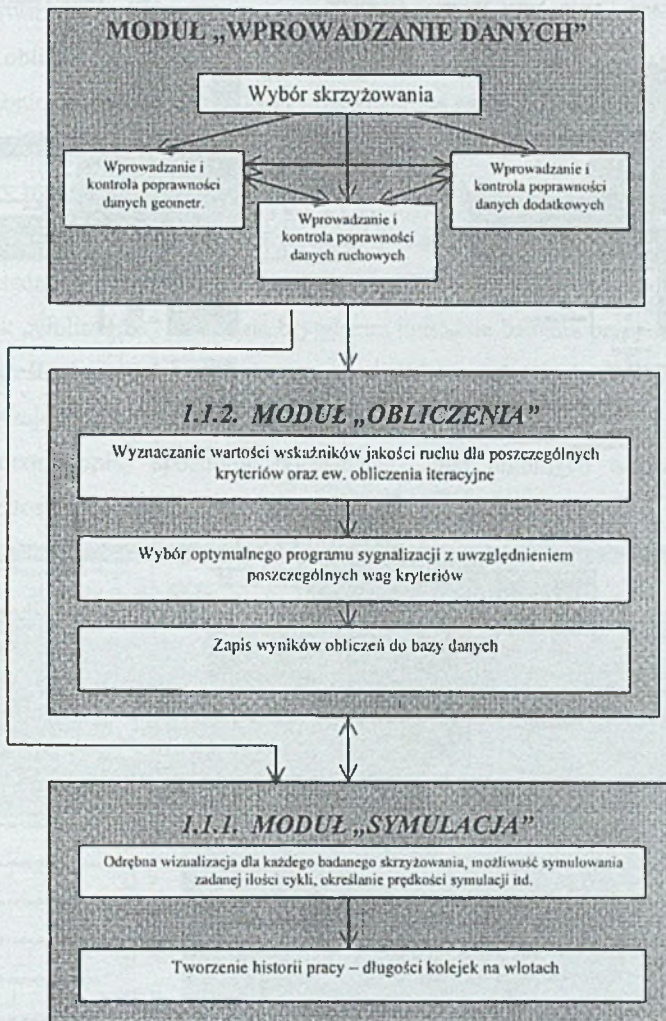 MODUŁ „WPROWADZANIE DANYCH”
Wybór skrzyżowania
Wprowadzanie i
kontrola poprawności
danych geometr.
Wprowadzanie i
kontrola poprawności
danych ruchowych
Wprowadzanie i
kontrola poprawności
danych dodatkowych
1.1.2. MODUŁ „OBLICZENIA”
Wyznaczanie wartości wskaźników jakości ruchu dla poszczególnych
kryteriów oraz ew. obliczenia iteracyjne
Wybór optymalnego programu sygnalizacji z uwzględnieniem
poszczególnych wag kryteriów
Zapis wyników obliczeń do bazy danych
1.1.1. MODUŁ „SYMULACJA”
Odrębna wizualizacja dla każdego badanego skrzyżowania, możliwość symulowania
zadanej ilości cykli, określanie prędkości symulacji itd.
Tworzenie historii pracy – długości kolejek na wlotach